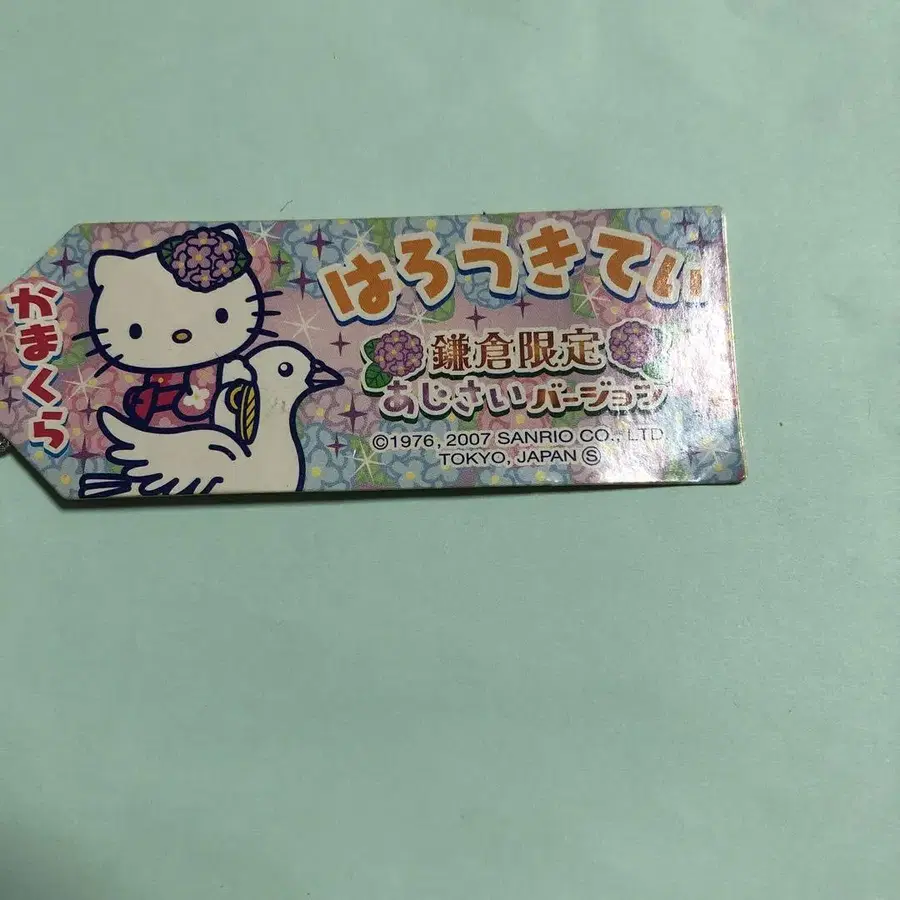 かまくら
はろうきてぃ
鎌倉限定
あじさいバージョン
©1976, 2007 SANRIO CO., LTD.
TOKYO, JAPAN Ⓢ